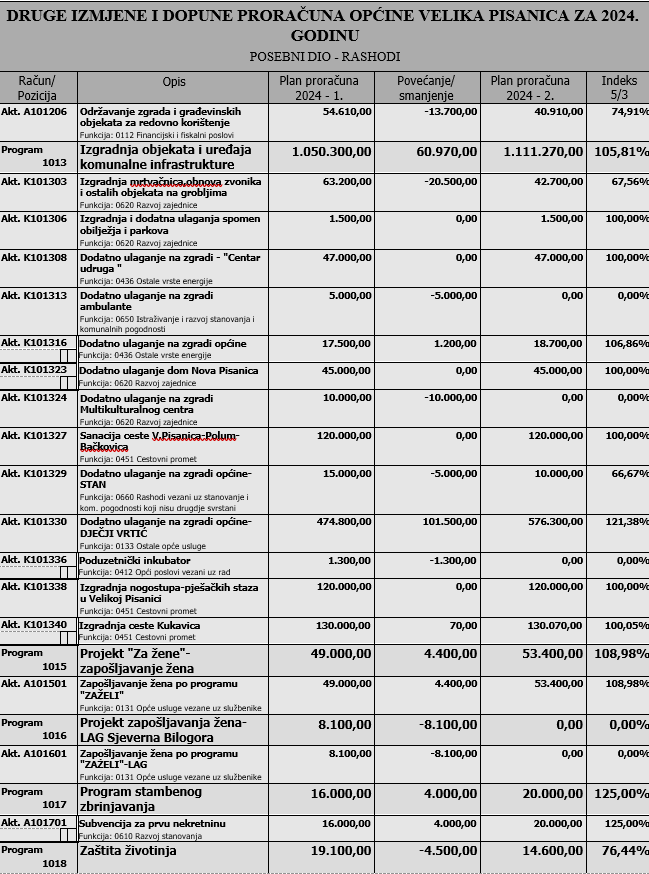 DRUGE IZMJENE I DOPUNE PRORAČUNA OPĆINE VELIKA PISANICA ZA 2024.
GODINU
POSEBNI DIO - RASHODI
Račun/ Opis Plan proračuna Povećanje/ Plan proračuna Indeks
Pozicija 2024 - 1. smanjenje 2024 - 2. 5/3
Akt. A101206 Održavanje zgrada i građevinskih 54.610,00 -13.700,00 40.910,00 74,91%
objekata za redovno korištenje
Funkcija: 0112 Financijski i fiskalni poslovi
Program Izgradnja objekata i uređaja 1.050.300,00 60.970,00 1.111.270,00 105,81%
1013 komunalne infrastrukture
Akt. K101303 Izgradnja mrtvačnica,obnova zvonika 63.200,00 -20.500,00 42.700,00 67,56%
i ostalih objekata na grobljima
Funkcija: 0620 Razvoj zajednice
Akt. K101306 Izgradnja i dodatna ulaganja spomen 1.500,00 0,00 1.500,00 100,00%
obilježja i parkova
Funkcija: 0620 Razvoj zajednice
Akt. K101308 Dodatno ulaganje na zgradi - "Centar 47.000,00 0,00 47.000,00 100,00%
udruga "
Funkcija: 0436 Ostale vrste energije
Akt. K101313 Dodatno ulaganje na zgradi 5.000,00 -5.000,00 0,00 0,00%
ambulante
Funkcija: 0650 Istraživanje i razvoj stanovanja i
komunalnih pogodnosti
Akt. K101316 Dodatno ulaganje na zgradi općine 17.500,00 1.200,00 18.700,00 106,86%
Funkcija: 0436 Ostale vrste energije
Akt. K101323 Dodatno ulaganje dom Nova Pisanica 45.000,00 0,00 45.000,00 100,00%
Funkcija: 0620 Razvoj zajednice
Akt. K101324 Dodatno ulaganje na zgradi 10.000,00 -10.000,00 0,00 0,00%
Multikulturalnog centra
Funkcija: 0620 Razvoj zajednice
Akt. K101327 Sanacija ceste V.Pisanica-Polum- 120.000,00 0,00 120.000,00 100,00%
Bačkovica
Funkcija: 0451 Cestovni promet
Akt. K101329 Dodatno ulaganje na zgradi općine- 15.000,00 -5.000,00 10.000,00 66,67%
STAN
Funkcija: 0660 Rashodi vezani uz stanovanje i
kom. pogodnosti koji nisu drugdje svrstani
Akt. K101330 Dodatno ulaganje na zgradi općine- 474.800,00 101.500,00 576.300,00 121,38%
DJEČJI VRTIĆ
Funkcija: 0133 Ostale opće usluge
Akt. K101336 Poduzetnički inkubator 1.300,00 -1.300,00 0,00 0,00%
Funkcija: 0412 Opći poslovi vezani uz rad
Akt. K101338 Izgradnja nogostupa-pješačkih staza 120.000,00 0,00 120.000,00 100,00%
u Velikoj Pisanici
Funkcija: 0451 Cestovni promet
Akt. K101340 Izgradnja ceste Kukavica 130.000,00 70,00 130.070,00 100,05%
Funkcija: 0451 Cestovni promet
Program Projekt "Za žene"- 49.000,00 4.400,00 53.400,00 108,98%
1015 zapošljavanje žena
Akt. A101501 Zapošljavanje žena po programu 49.000,00 4.400,00 53.400,00 108,98%
"ZAŽELI"
Funkcija: 0131 Opće usluge vezane uz službenike
Program Projekt zapošljavanja žena- 8.100,00 -8.100,00 0,00 0,00%
1016 LAG Sjeverna Bilogora
Akt. A101601 Zapošljavanje žena po programu 8.100,00 -8.100,00 0,00 0,00%
"ZAŽELI"-LAG
Funkcija: 0131 Opće usluge vezane uz službenike
Program Program stambenog 16.000,00 4.000,00 20.000,00 125,00%
1017 zbrinjavanja
Akt. A101701 Subvencija za prvu nekretninu 16.000,00 4.000,00 20.000,00 125,00%
Funkcija: 0610 Razvoj stanovanja
Program Zaštita životinja 19.100,00 -4.500,00 14.600,00 76,44%
1018